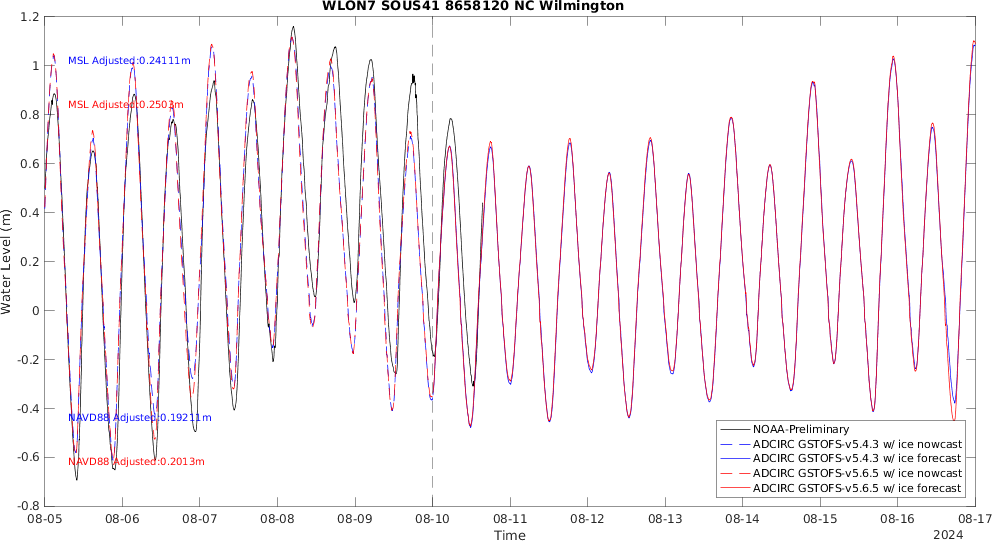 WLON7 SOUS41 8658120 NC Wilmington
1.2
1
0.8
0.6
0.4
0.2
0
-0.2
-0.4
-0.6
-0.8
Water Level (m)
MSL Adjusted:0.24111m
MSL Adjusted:0.2503m
NAVD88 Adjusted:0.19211m
NAVD88 Adjusted:0.2013m
NOAA-Preliminary
ADCIRC GSTOFS-v5.4.3 w/ ice nowcast
ADCIRC GSTOFS-v5.4.3 w/ ice forecast
ADCIRC GSTOFS-v5.6.5 w/ ice nowcast
ADCIRC GSTOFS-v5.6.5 w/ ice forecast
08-05 08-06 08-07 08-08 08-09 08-10 08-11 08-12 08-13 08-14 08-15 08-16 08-17
Time
2024